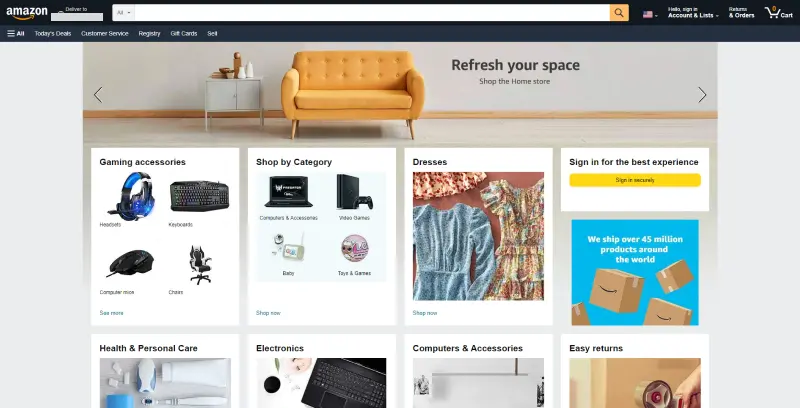 amazon
Deliver to
All
Hello, sign in
Account & Lists
Returns
& Orders
0
Cart
All
Today's Deals
Customer Service
Registry
Gift Cards
Sell
Refresh your space
Shop the Home store
Gaming accessories
Headsets
Keyboards
Computer mice
Chairs
See more
Shop by Category
PREDATOR
Computers & Accessories
Video Games
Baby
Toys & Games
Shop now
Dresses
Shop now
Sign in for the best experience
Sign in securely
We ship over 45 million
products around
the world
Health & Personal Care
Electronics
Computers & Accessories
Easy returns